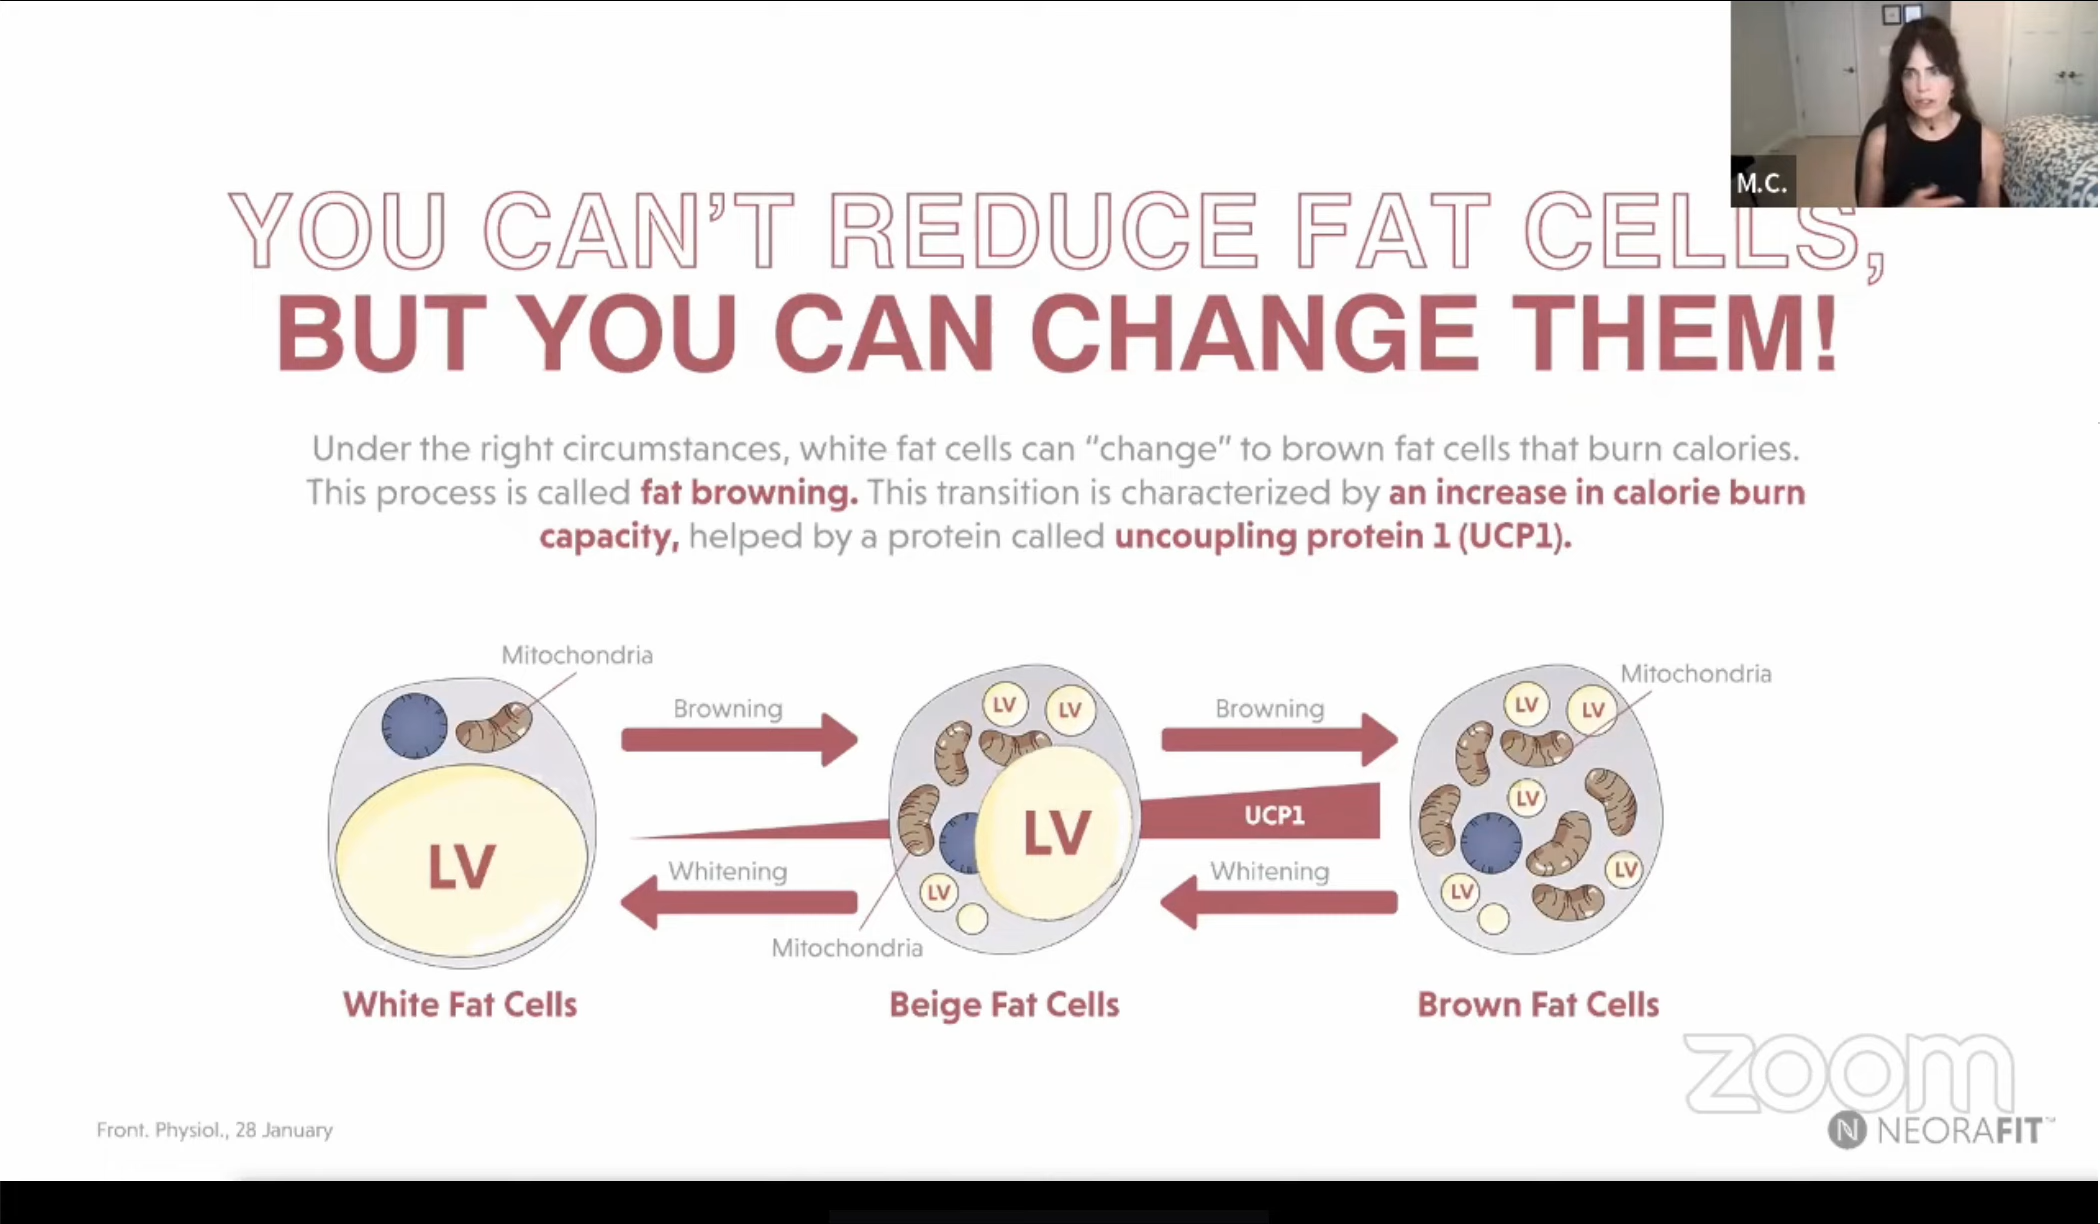 M.C.
YOU CAN'T REDUCE FAT CELLS,
BUT YOU CAN CHANGE THEM!
Under the right circumstances, white fat cells can “change” to brown fat cells that burn calories.
This process is called fat browning. This transition is characterized by an increase in calorie burn
capacity, helped by a protein called uncoupling protein 1 (UCP1).
Mitochondria
Mitochondria
Browning
Browning
LV
LV
LV
LV
LV
LV
LV
UCP1
LV
Whitening
Whitening
LV
LV
LV
Mitochondria
White Fat Cells
Beige Fat Cells
Brown Fat Cells
zoom
Front. Physiol., 28 January
N NEORAFIT™